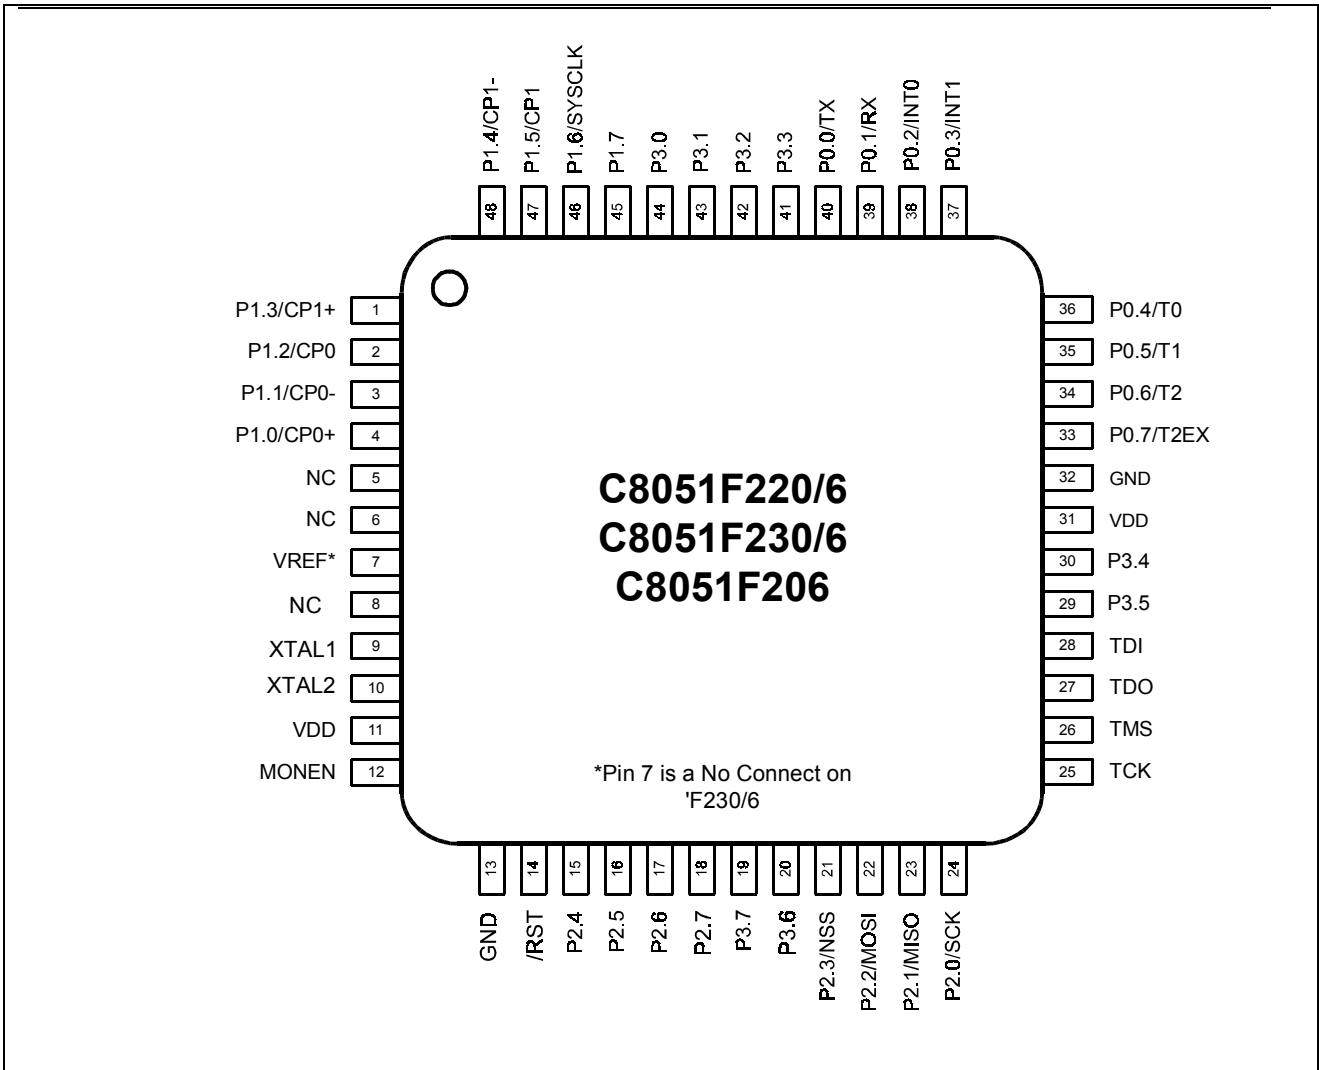 P1.4/CP1-
P1.5/CP1
P1.6/SYSCLK
P1.7
P3.0
P3.1
P3.2
P3.3
P0.0/TX
P0.1/RX
P0.2/INT0
P0.3/INT1
48
47
46
45
44
43
42
41
40
39
38
37
P1.3/CP1+ 1
P1.2/CP0 2
P1.1/CP0- 3
P1.0/CP0+ 4
NC 5
NC 6
VREF* 7
NC 8
XTAL1 9
XTAL2 10
VDD 11
MONEN 12
C8051F220/6
C8051F230/6
C8051F206
*Pin 7 is a No Connect on
'F230/6
36 P0.4/T0
35 P0.5/T1
34 P0.6/T2
33 P0.7/T2EX
32 GND
31 VDD
30 P3.4
29 P3.5
28 TDI
27 TDO
26 TMS
25 TCK
13
14
15
16
17
18
19
20
21
22
23
24
GND
/RST
P2.4
P2.5
P2.6
P2.7
P3.7
P3.6
P2.3/NSS
P2.2/MOSI
P2.1/MISO
P2.0/SCK